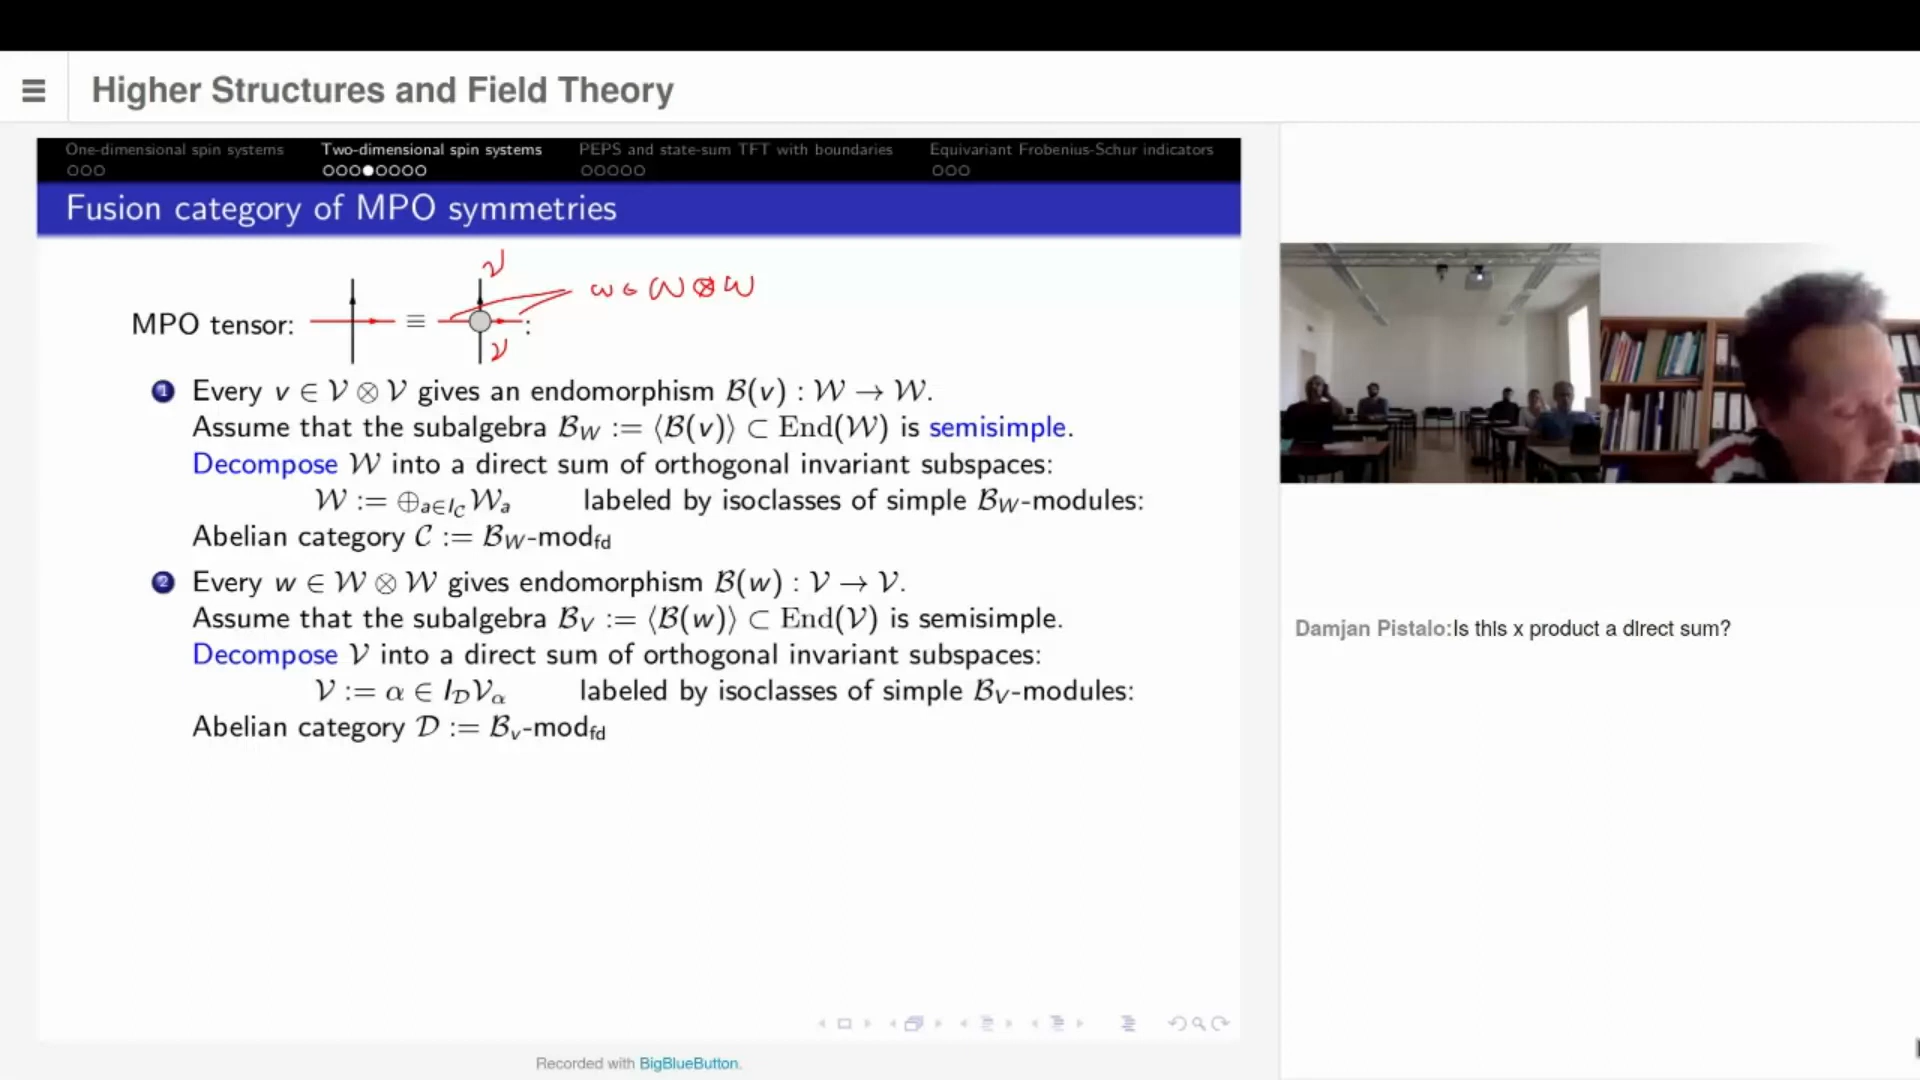 Higher Structures and Field Theory
One-dimensional spin systems Two-dimensional spin systems PEPS and state-sum TFT with boundaries Equivariant Frobenius-Schur indicators
Fusion category of MPO symmetries
𝒱
w ∈ 𝒲 ⊗ 𝒲
MPO tensor: ≡ :
𝒱
1 Every v ∈ 𝒱 ⊗ 𝒱 gives an endomorphism ℬ(v) : 𝒲 → 𝒲.
Assume that the subalgebra ℬ_W := ⟨ℬ(v)⟩ ⊂ End(𝒲) is semisimple.
Decompose 𝒲 into a direct sum of orthogonal invariant subspaces:
𝒲 := ⊕_{a∈I_𝒞} 𝒲_a labeled by isoclasses of simple ℬ_W-modules:
Abelian category 𝒞 := ℬ_W-mod_fd
2 Every w ∈ 𝒲 ⊗ 𝒲 gives endomorphism ℬ(w) : 𝒱 → 𝒱.
Assume that the subalgebra ℬ_V := ⟨ℬ(w)⟩ ⊂ End(𝒱) is semisimple.
Decompose 𝒱 into a direct sum of orthogonal invariant subspaces:
𝒱 := α ∈ I_𝒟 𝒱_α labeled by isoclasses of simple ℬ_V-modules:
Abelian category 𝒟 := ℬ_v-mod_fd
Recorded with BigBlueButton.
Damjan Pistalo:Is this x product a direct sum?